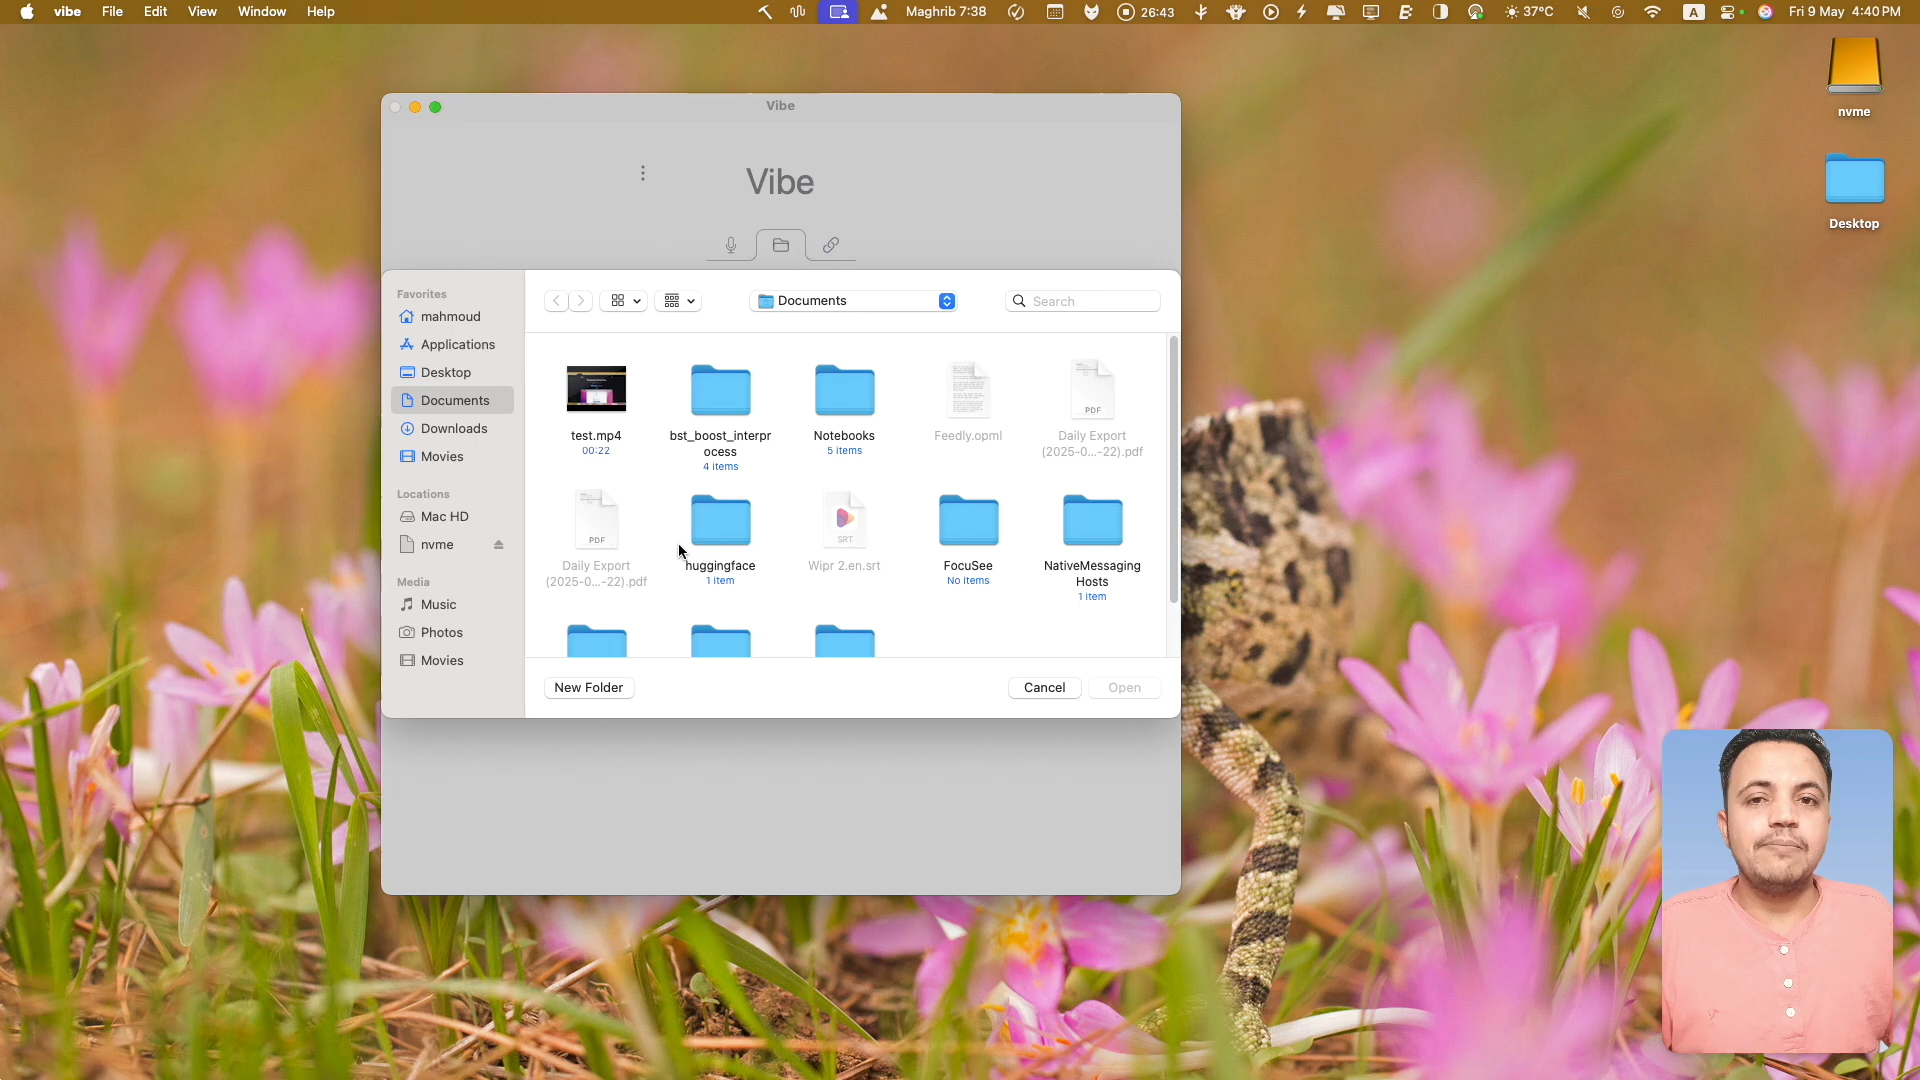 vibe File Edit View Window Help
Maghrib 7:38 26:43 37°C A Fri 9 May 4:40 PM
nvme
Desktop
Vibe
Vibe
Favorites
mahmoud
Applications
Desktop
Documents
Downloads
Movies
Locations
Mac HD
nvme
Media
Music
Photos
Movies
Documents
Search
test.mp4
00:22
bst_boost_interpr
ocess
4 items
Notebooks
5 items
Feedly.opml
PDF
Daily Export
(2025-0...-22).pdf
PDF
Daily Export
(2025-0...-22).pdf
huggingface
1 item
SRT
Wipr 2.en.srt
FocuSee
No items
NativeMessaging
Hosts
1 item
New Folder
Cancel
Open